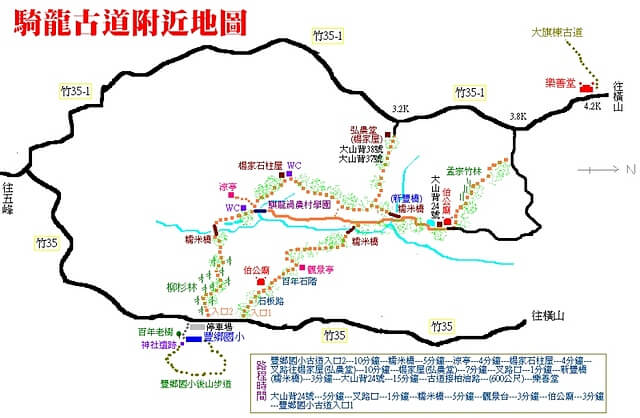 騎龍古道附近地圖
大旗棟古道
竹35-1
竹35-1
竹35-1
樂善堂
往橫山
4.2K
3.2K
3.8K
弘農堂
(楊家屋)
大山背38號
大山背37號
孟宗竹林
N
楊家石柱屋
WC
涼亭
(新豐橋)
大山背24號
伯公廟
往五峰
WC
騎龍尚農村學園
糯米橋
糯米橋
糯米橋
竹35
伯公廟
觀景亭
百年石階
柳杉林
石板路
入口2
入口1
往橫山
停車場
百年老樹
豐鄉國小
竹35
竹35
神社遺跡
豐鄉國小後山步道
路程時間
豐鄉國小古道入口2---10分鐘---糯米橋---5分鐘---涼亭---4分鐘---楊家石柱屋---4分鐘---
叉路往楊家屋(弘農堂)---10分鐘---楊家屋(弘農堂)---7分鐘---叉路口---1分鐘---新豐橋
(糯米橋)---3分鐘---大山背24號---15分鐘---古道接柏油路---(600公尺)---樂善堂
大山背24號---5分鐘---叉路口---1分鐘---糯米橋---5分鐘---觀景台---3分鐘---伯公廟---3分鐘
---豐鄉國小古道入口1